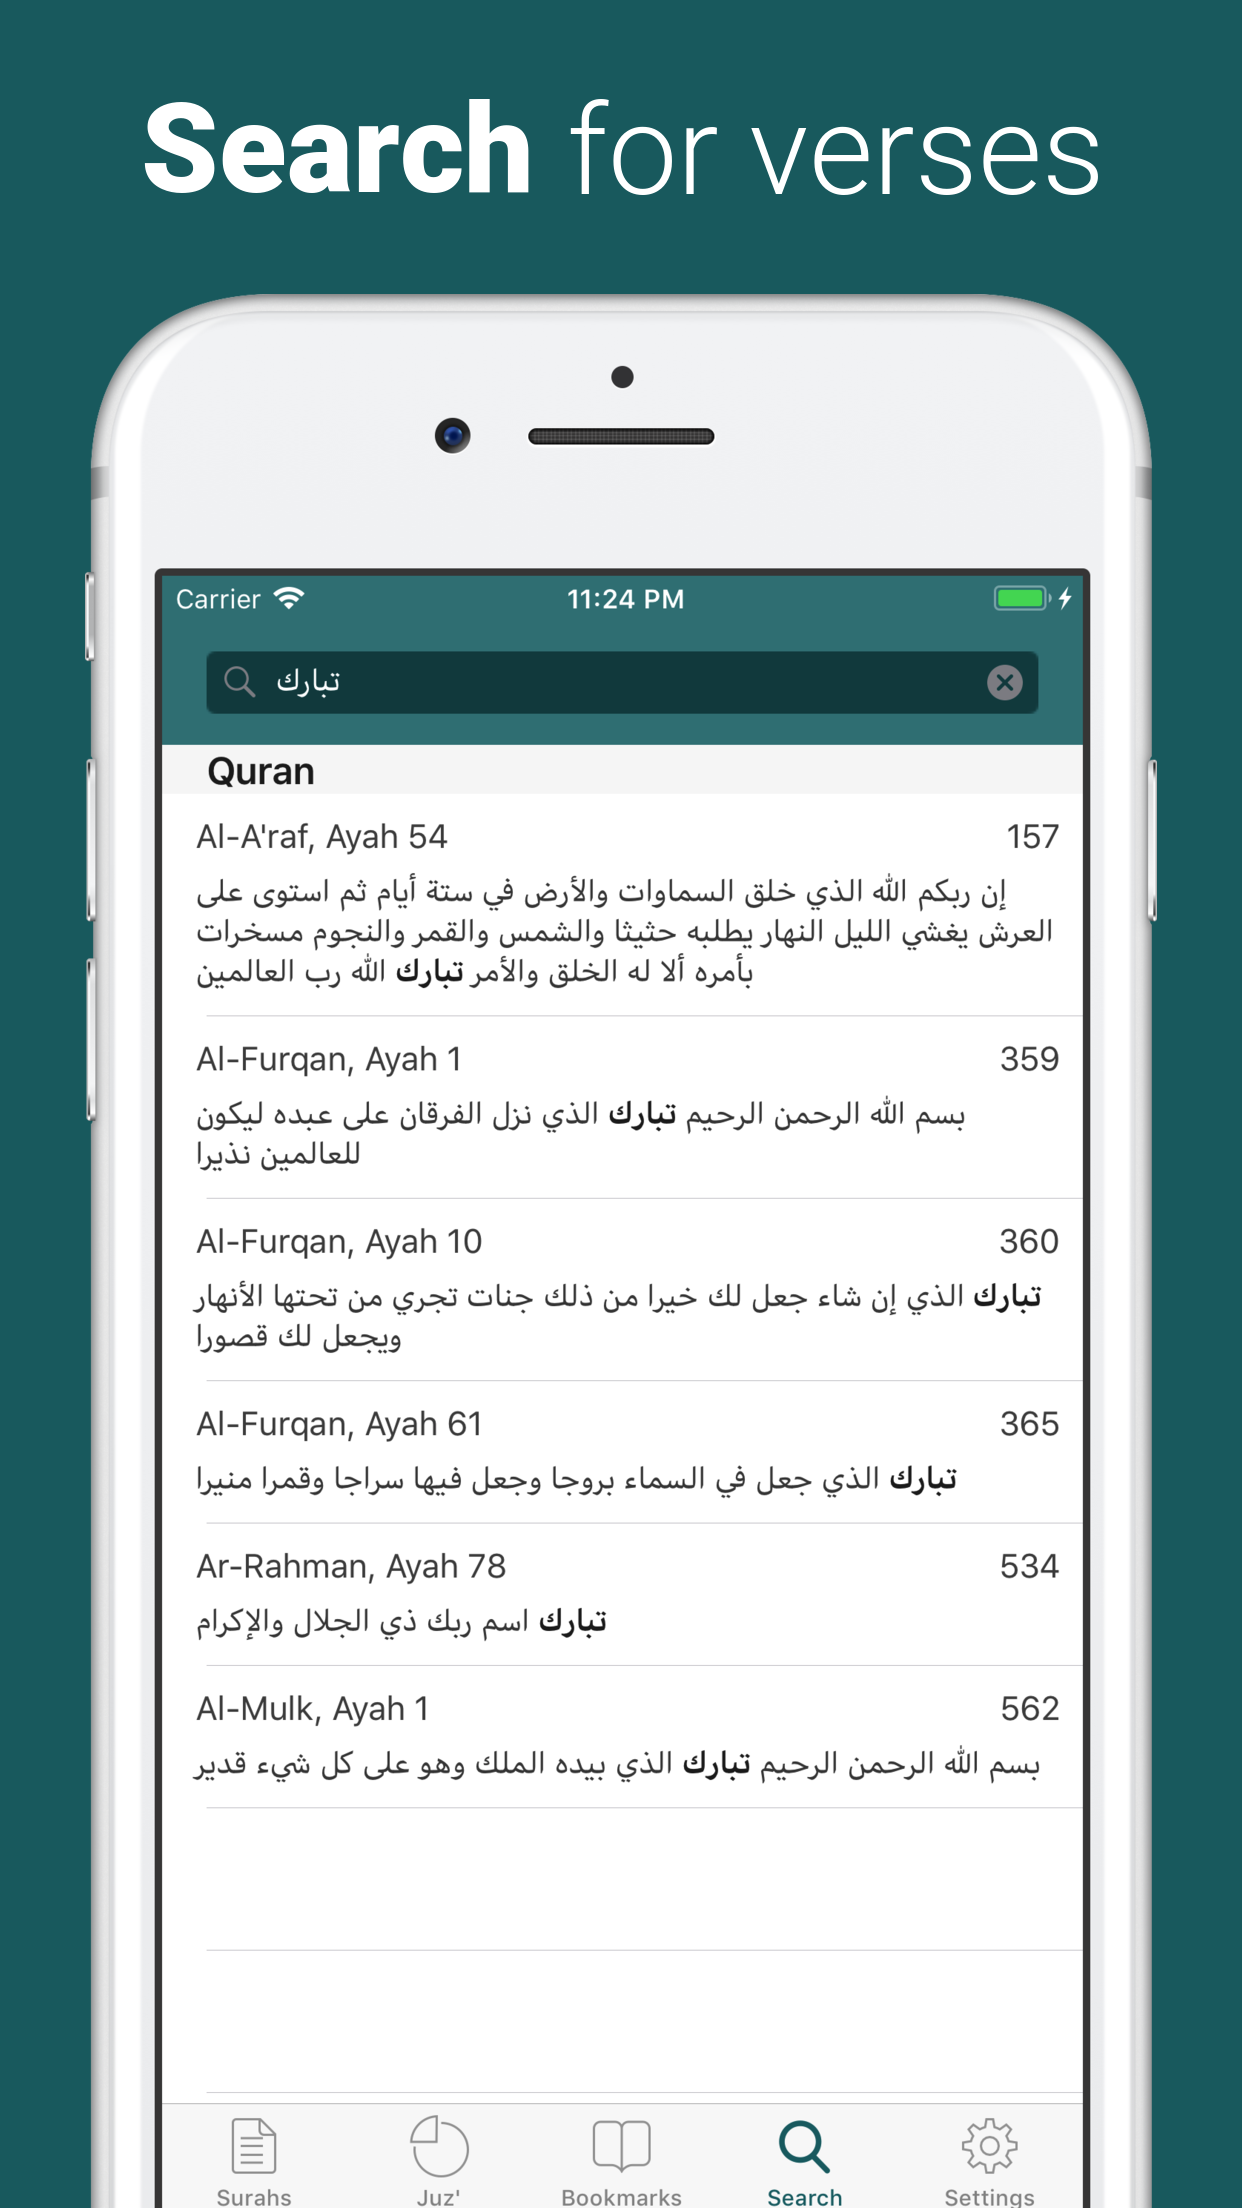 Search for verses
Carrier 11:24 PM
تبارك
Quran
Al-A'raf, Ayah 54 157
إن ربكم الله الذي خلق السماوات والأرض في ستة أيام ثم استوى على
العرش يغشي الليل النهار يطلبه حثيثا والشمس والقمر والنجوم مسخرات
بأمره ألا له الخلق والأمر تبارك الله رب العالمين
Al-Furqan, Ayah 1 359
بسم الله الرحمن الرحيم تبارك الذي نزل الفرقان على عبده ليكون
للعالمين نذيرا
Al-Furqan, Ayah 10 360
تبارك الذي إن شاء جعل لك خيرا من ذلك جنات تجري من تحتها الأنهار
ويجعل لك قصورا
Al-Furqan, Ayah 61 365
تبارك الذي جعل في السماء بروجا وجعل فيها سراجا وقمرا منيرا
Ar-Rahman, Ayah 78 534
تبارك اسم ربك ذي الجلال والإكرام
Al-Mulk, Ayah 1 562
بسم الله الرحمن الرحيم تبارك الذي بيده الملك وهو على كل شيء قدير
Surahs Juz' Bookmarks Search Settings